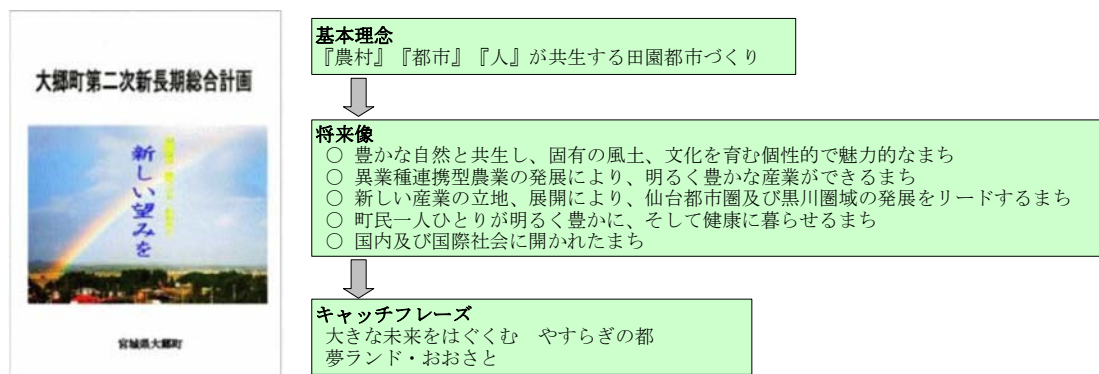 大郷町第二次新長期総合計画
新しい望みを
宮城県大郷町
基本理念
『農村』『都市』『人』が共生する田園都市づくり
将来像
○ 豊かな自然と共生し、固有の風土、文化を育む個性的で魅力的なまち
○ 異業種連携型農業の発展により、明るく豊かな産業ができるまち
○ 新しい産業の立地、展開により、仙台都市圏及び黒川圏域の発展をリードするまち
○ 町民一人ひとりが明るく豊かに、そして健康に暮らせるまち
○ 国内及び国際社会に開かれたまち
キャッチフレーズ
大きな未来をはぐくむ　やすらぎの都
夢ランド・おおさと